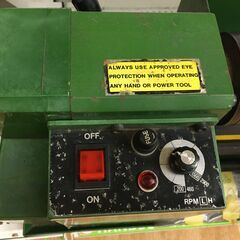 ALWAYS USE APPROVED EYE
PROTECTION WHEN OPERATING
ANY HAND OR POWER TOOL
OFF
FUSE
ON
RPM L H